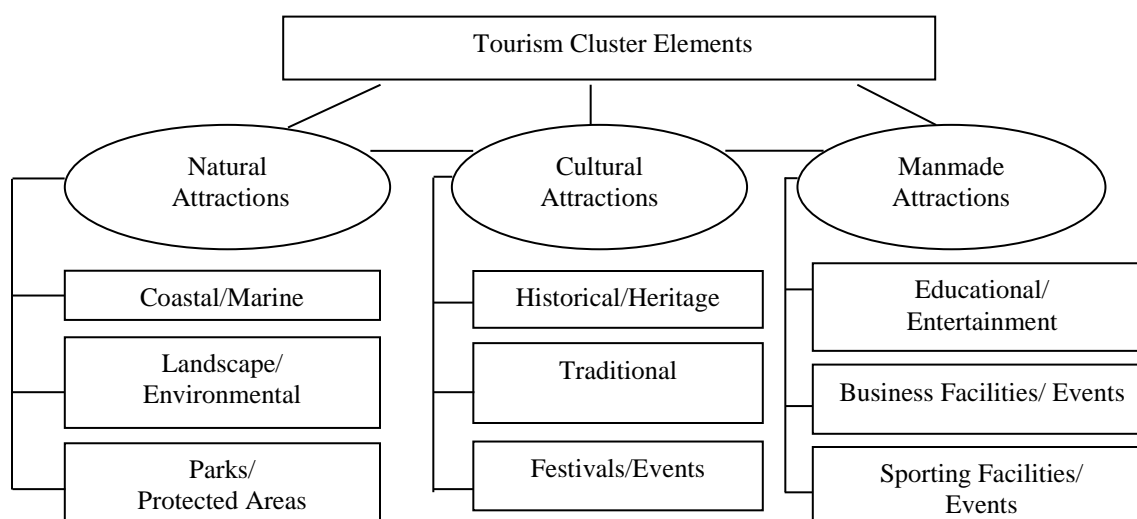 Tourism Cluster Elements
Natural
Attractions
Cultural
Attractions
Manmade
Attractions
Coastal/Marine
Landscape/
Environmental
Parks/
Protected Areas
Historical/Heritage
Traditional
Festivals/Events
Educational/
Entertainment
Business Facilities/ Events
Sporting Facilities/
Events